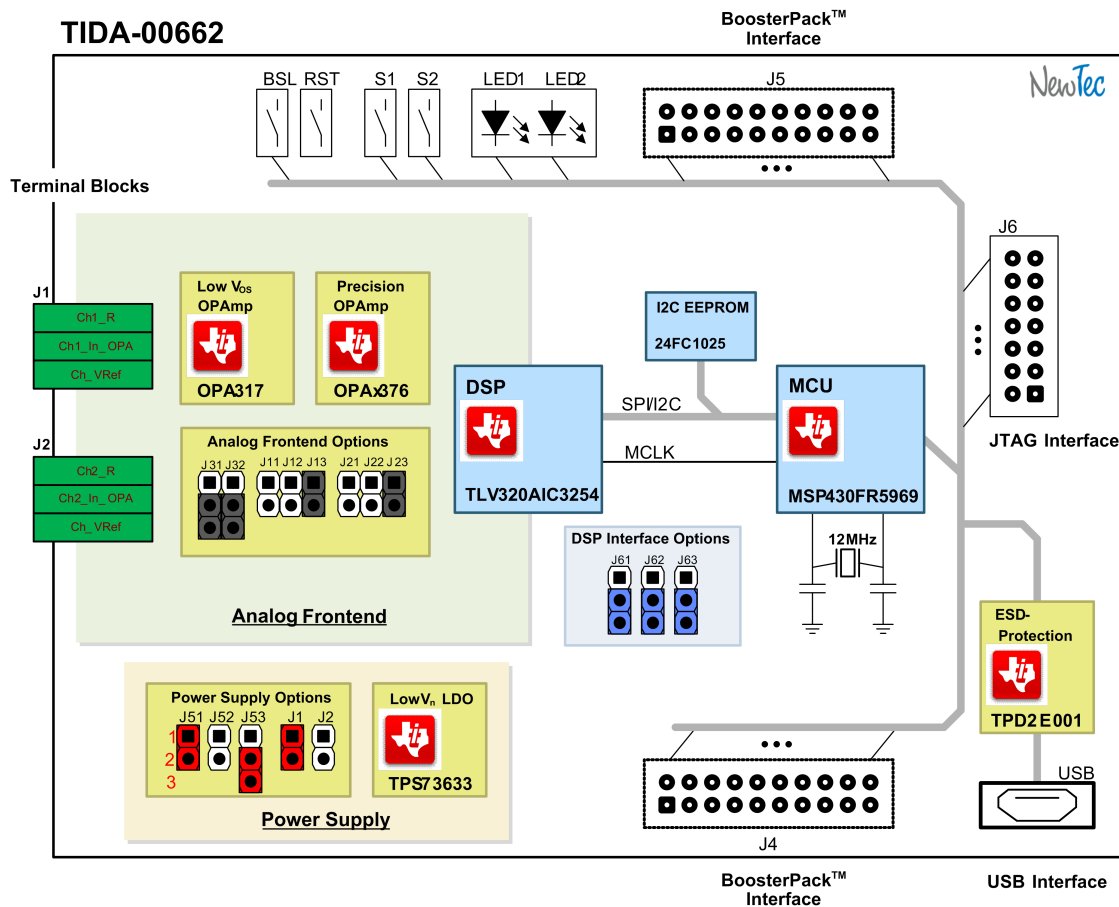 TIDA-00662
BoosterPack™
Interface
NewTec
BSL RST S1 S2 LED1 LED2 J5
Terminal Blocks
J6
J1
Ch1_R
Ch1_In_OPA
Ch_VRef
Low Vos
OPAmp
OPA317
Precision
OPAmp
OPAx376
I2C EEPROM
24FC1025
DSP
TLV320AIC3254
SPI/I2C
MCLK
MCU
MSP430FR5969
JTAG Interface
J2
Ch2_R
Ch2_In_OPA
Ch_VRef
Analog Frontend Options
J31 J32 J11 J12 J13 J21 J22 J23
DSP Interface Options
J61 J62 J63
12MHz
Analog Frontend
ESD-
Protection
TPD2E001
Power Supply Options
J51 J52 J53 J1 J2
1
2
3
LowVn LDO
TPS73633
Power Supply
USB
J4
BoosterPack™
Interface
USB Interface